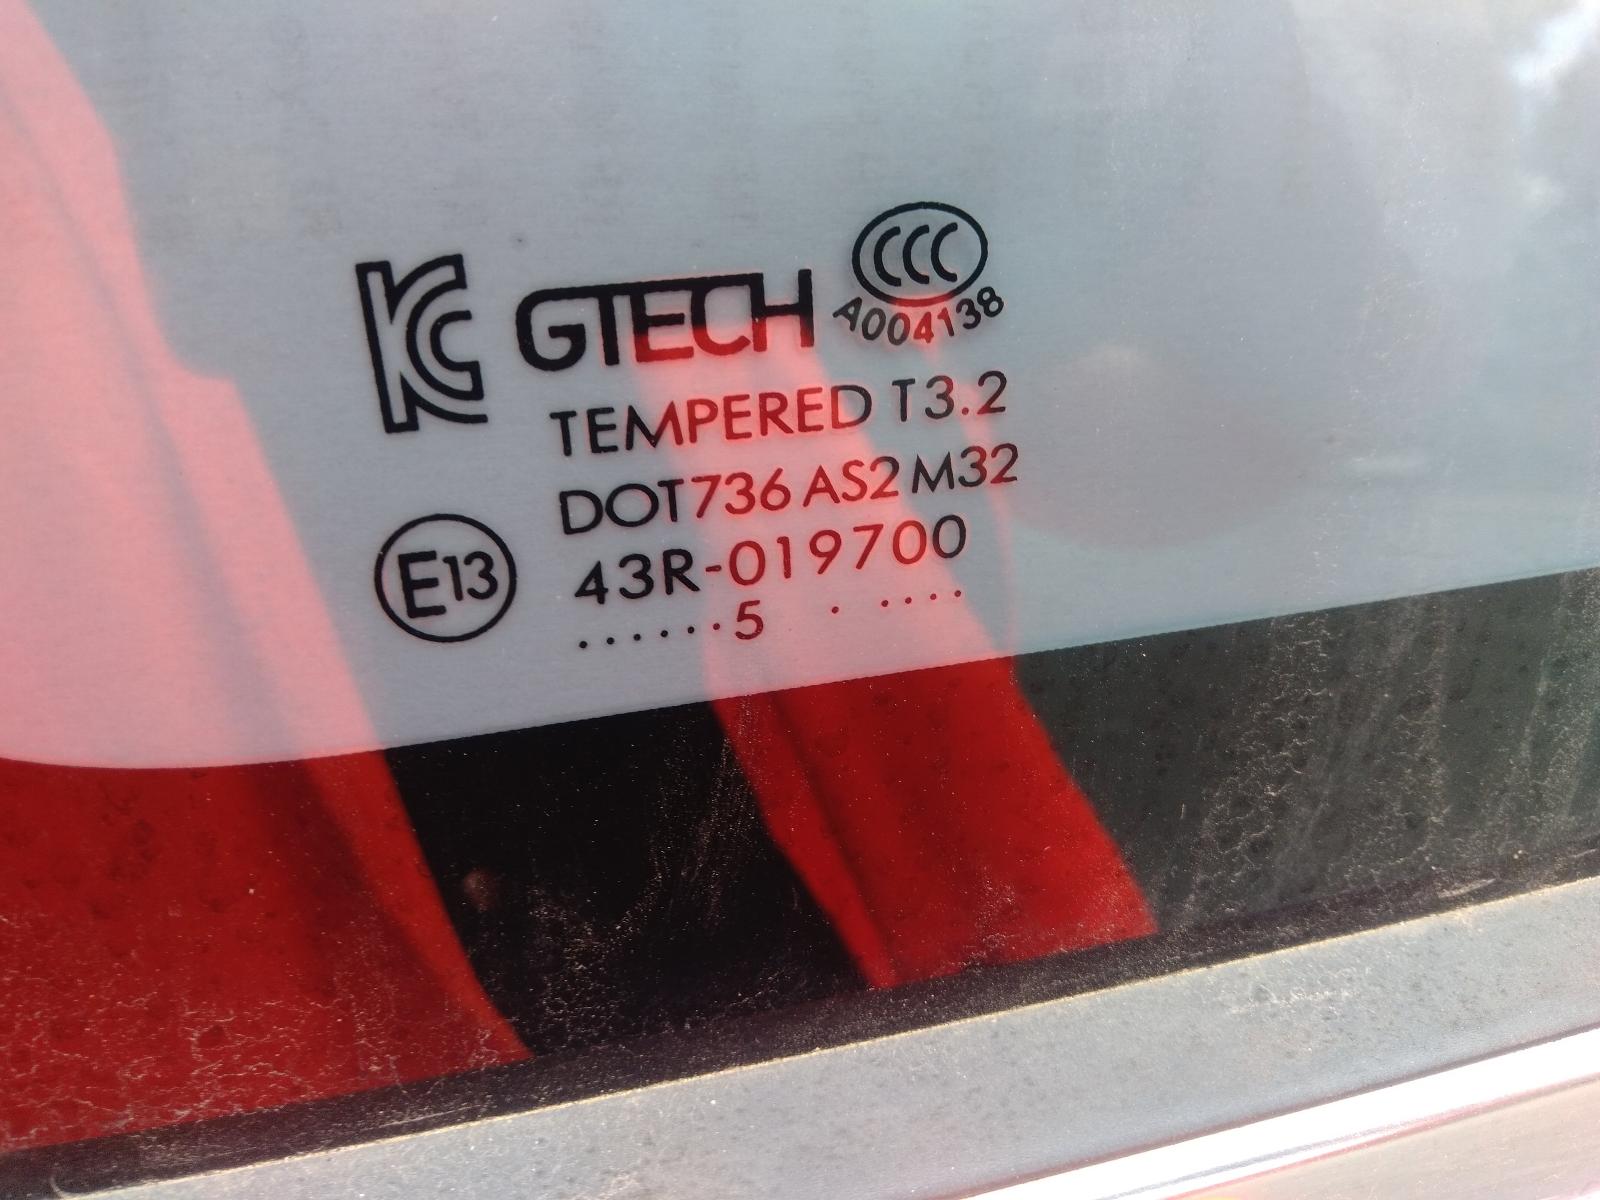 KC GTECH CCC
A004138
TEMPERED T3.2
DOT736 AS2 M32
E13 43R-019700
......5 . ....